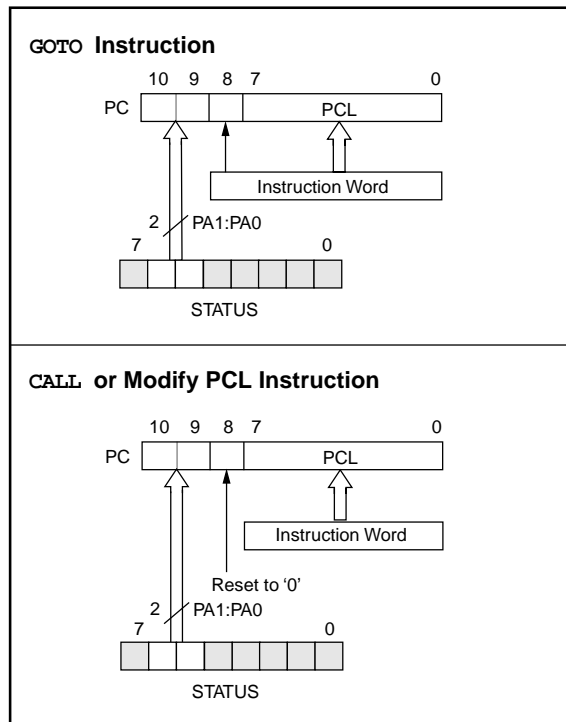 GOTO Instruction
10 9 8 7 0
PC PCL
Instruction Word
2 PA1:PA0
7 0
STATUS
CALL or Modify PCL Instruction
10 9 8 7 0
PC PCL
Instruction Word
Reset to ‘0’
2 PA1:PA0
7 0
STATUS